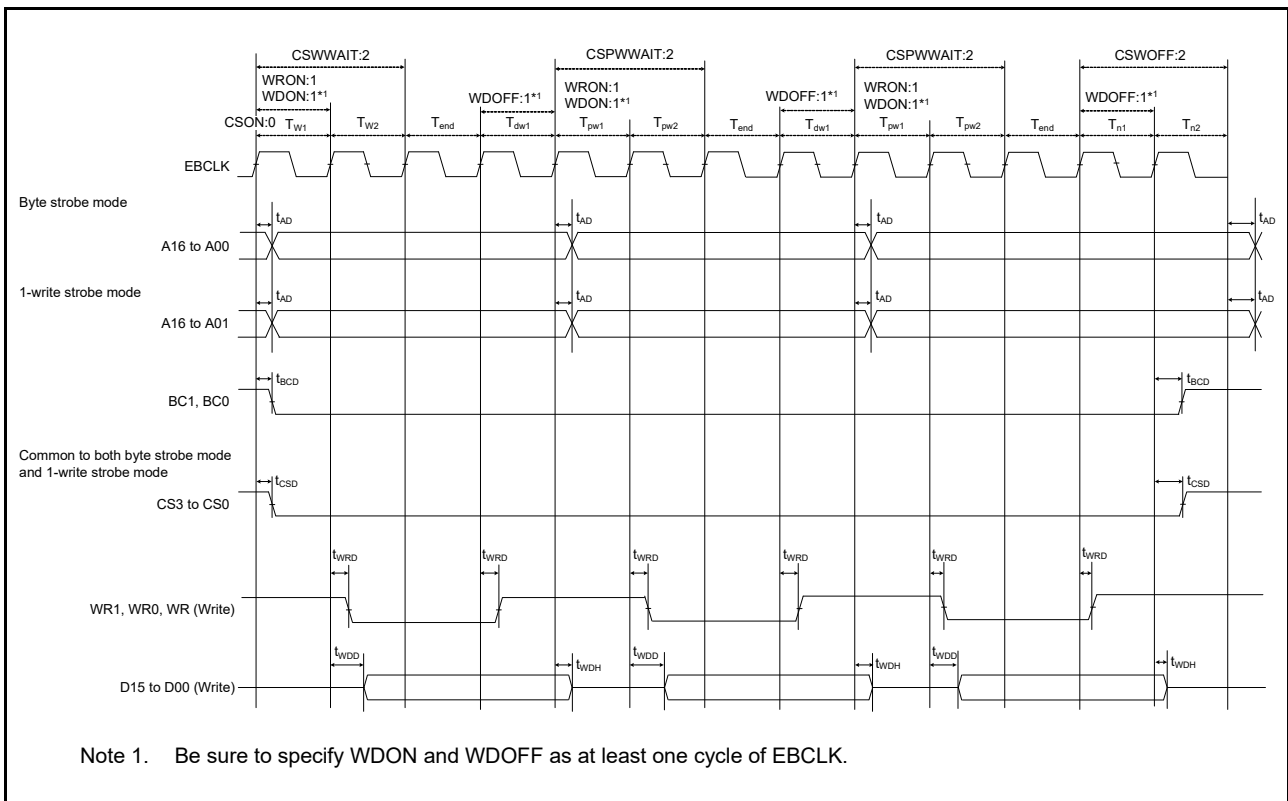 CSWWAIT:2 CSPWWAIT:2 CSPWWAIT:2 CSWOFF:2
WRON:1 WRON:1 WRON:1
WDON:1*1 WDOFF:1*1 WDON:1*1 WDOFF:1*1 WDON:1*1 WDOFF:1*1
CSON:0 TW1 TW2 Tend Tdw1 Tpw1 Tpw2 Tend Tdw1 Tpw1 Tpw2 Tend Tn1 Tn2
EBCLK
Byte strobe mode
tAD tAD tAD tAD
A16 to A00
1-write strobe mode
tAD tAD tAD tAD
A16 to A01
tBCD tBCD
BC1, BC0
Common to both byte strobe mode
and 1-write strobe mode
tCSD tCSD
CS3 to CS0
tWRD tWRD tWRD tWRD tWRD tWRD
WR1, WR0, WR (Write)
tWDD tWDH tWDD tWDH tWDD tWDH
D15 to D00 (Write)
Note 1. Be sure to specify WDON and WDOFF as at least one cycle of EBCLK.